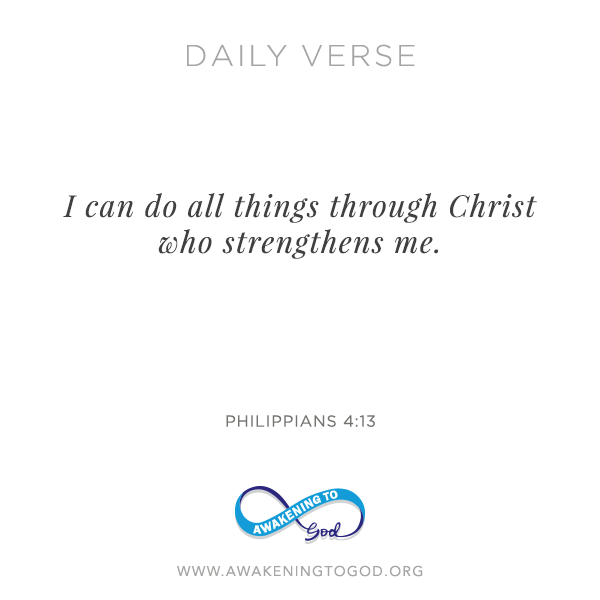 DAILY VERSE
I can do all things through Christ
who strengthens me.
PHILIPPIANS 4:13
AWAKENING TO
God
WWW.AWAKENINGTOGOD.ORG